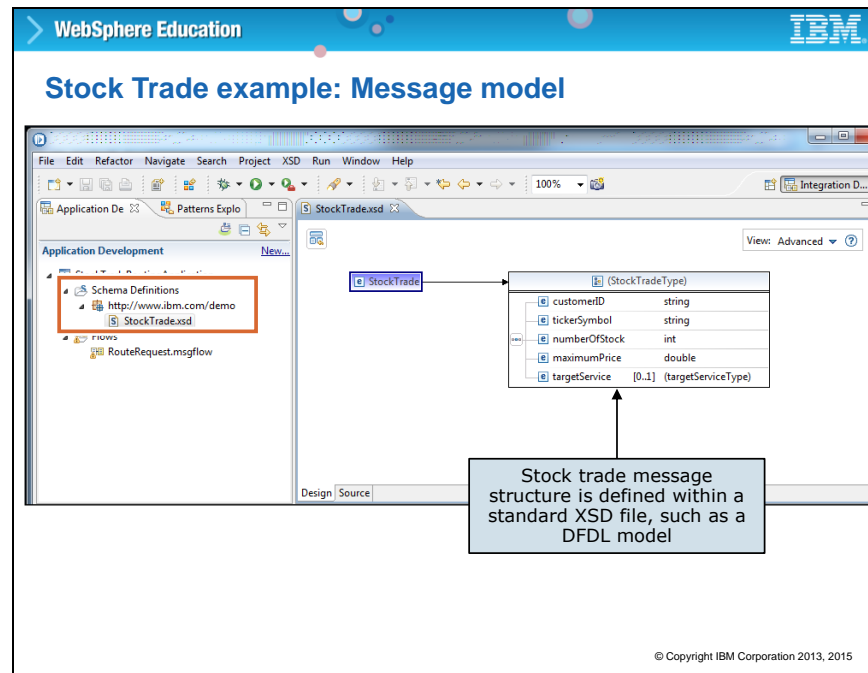 WebSphere Education
IBM
Stock Trade example: Message model
File Edit Refactor Navigate Search Project XSD Run Window Help
100%
Integration D...
Application De
Patterns Explo
StockTrade.xsd
Application Development New...
View: Advanced
Schema Definitions
http://www.ibm.com/demo
StockTrade.xsd
Flows
RouteRequest.msgflow
StockTrade
(StockTradeType)
customerID string
tickerSymbol string
numberOfStock int
maximumPrice double
targetService [0..1] (targetServiceType)
Design Source
Stock trade message
structure is defined within a
standard XSD file, such as a
DFDL model
© Copyright IBM Corporation 2013, 2015